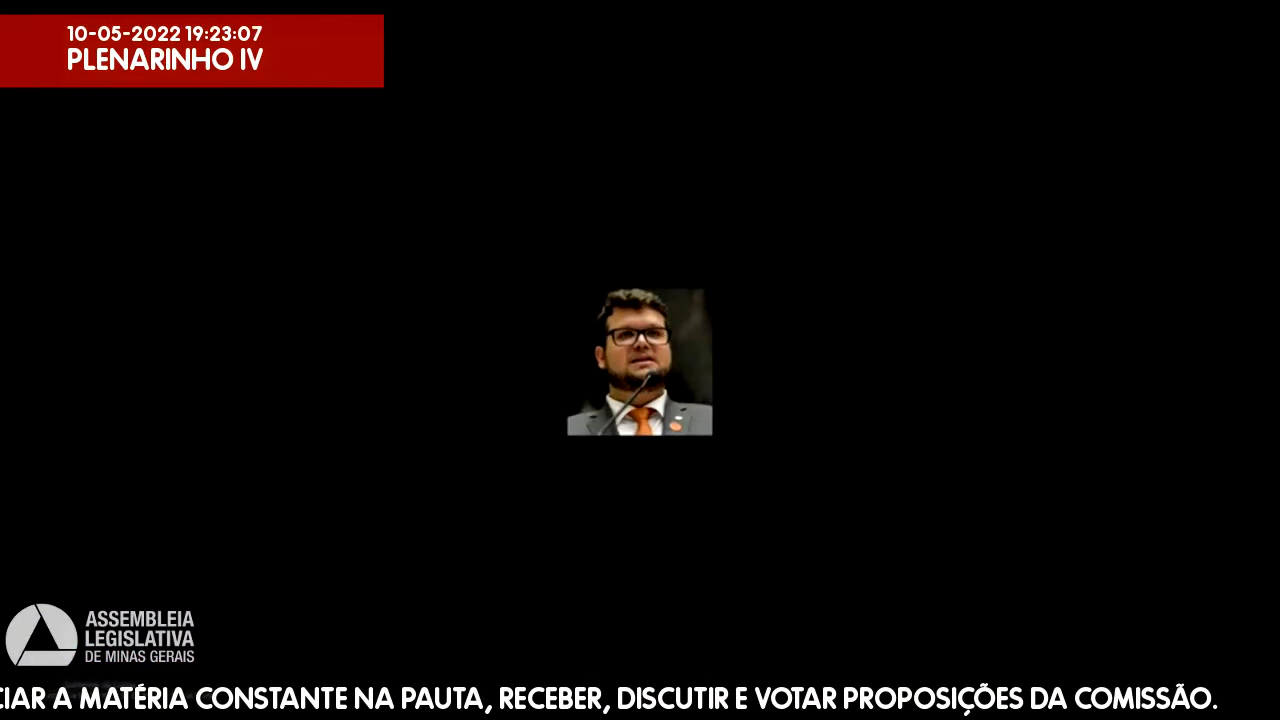 10-05-2022 19:23:07
PLENARINHO IV
ASSEMBLEIA
LEGISLATIVA
DE MINAS GERAIS
CIAR A MATÉRIA CONSTANTE NA PAUTA, RECEBER, DISCUTIR E VOTAR PROPOSIÇÕES DA COMISSÃO.